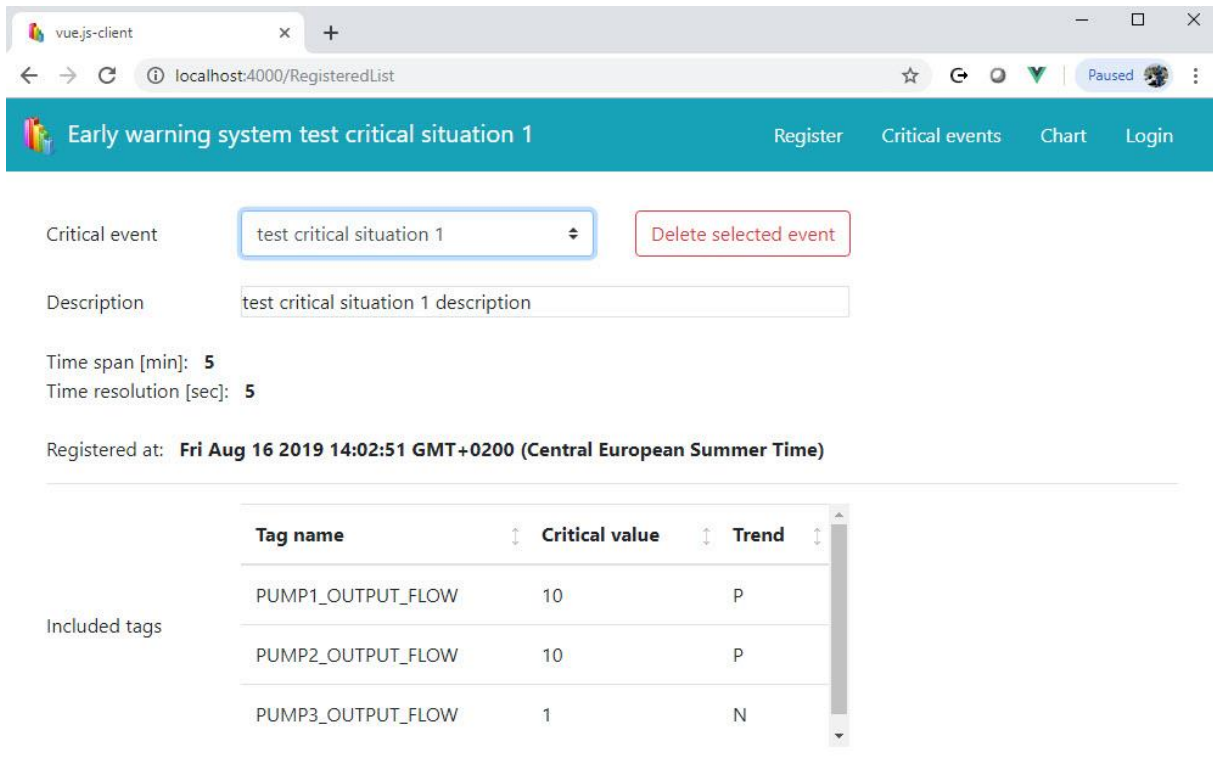 vue.js-client
localhost:4000/RegisteredList
Paused
Early warning system test critical situation 1 Register Critical events Chart Login
Critical event test critical situation 1 Delete selected event
Description test critical situation 1 description
Time span [min]: 5
Time resolution [sec]: 5
Registered at: Fri Aug 16 2019 14:02:51 GMT+0200 (Central European Summer Time)
Tag name Critical value Trend
PUMP1_OUTPUT_FLOW 10 P
Included tags
PUMP2_OUTPUT_FLOW 10 P
PUMP3_OUTPUT_FLOW 1 N